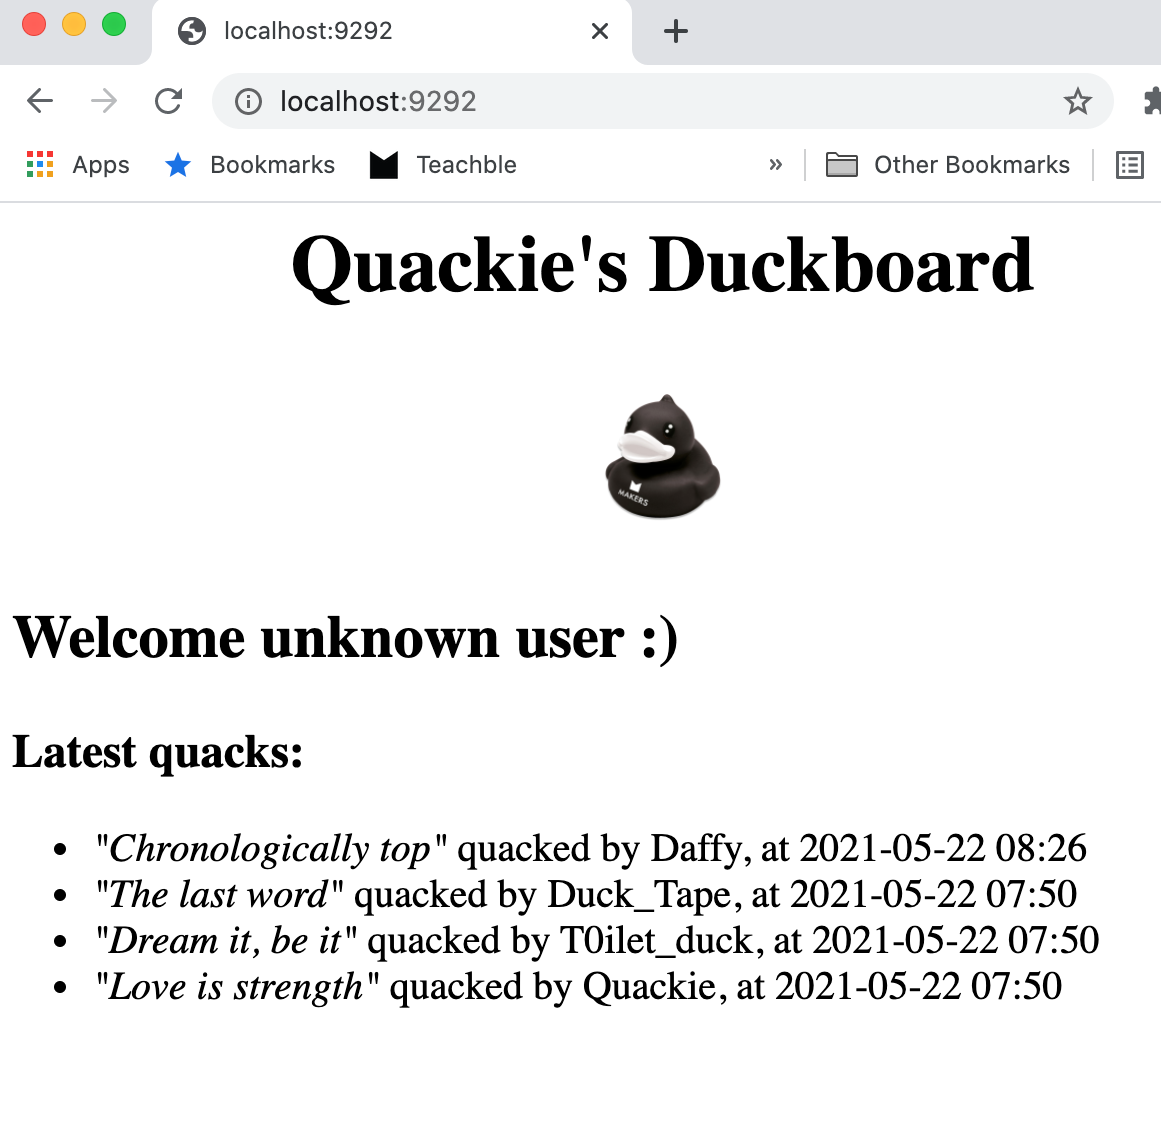 localhost:9292
localhost:9292
Apps Bookmarks Teachble » Other Bookmarks
Quackie's Duckboard
MAKERS
Welcome unknown user :)
Latest quacks:
• "Chronologically top" quacked by Daffy, at 2021-05-22 08:26
• "The last word" quacked by Duck_Tape, at 2021-05-22 07:50
• "Dream it, be it" quacked by T0ilet_duck, at 2021-05-22 07:50
• "Love is strength" quacked by Quackie, at 2021-05-22 07:50